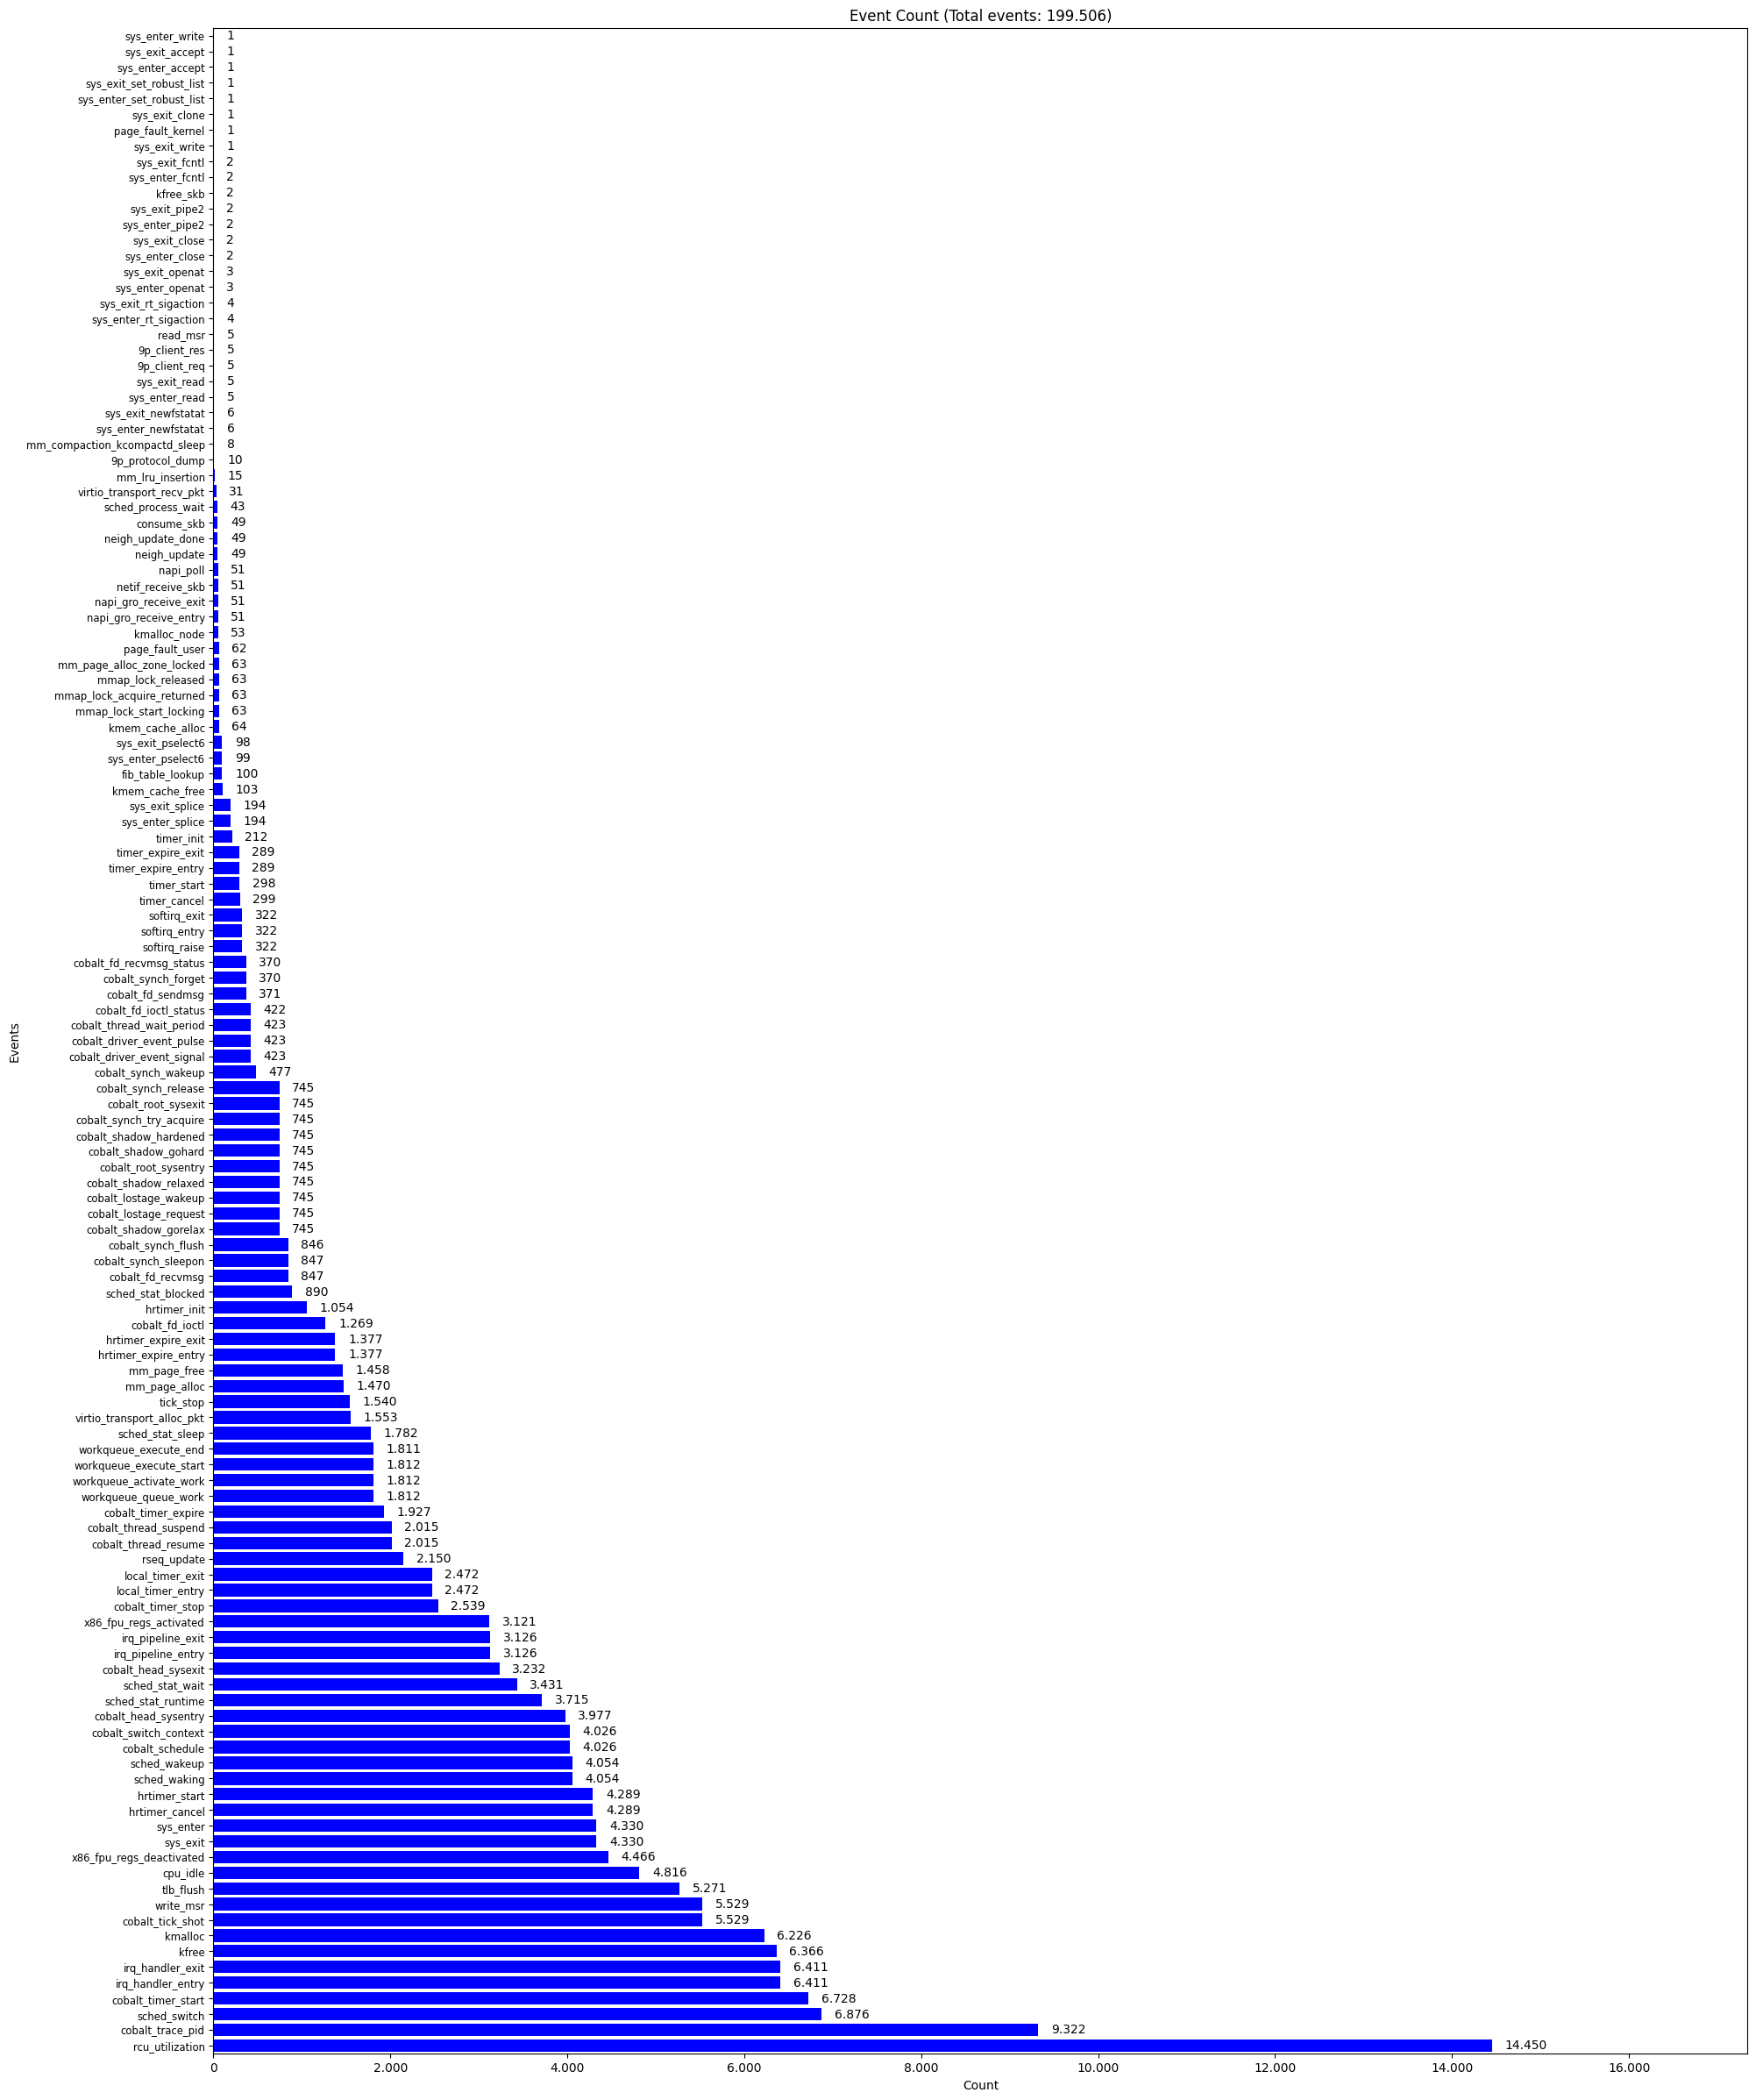 Event Count (Total events: 199.506)
sys_enter_write 1
sys_exit_accept 1
sys_enter_accept 1
sys_exit_set_robust_list 1
sys_enter_set_robust_list 1
sys_exit_clone 1
page_fault_kernel 1
sys_exit_write 1
sys_exit_fcntl 2
sys_enter_fcntl 2
kfree_skb 2
sys_exit_pipe2 2
sys_enter_pipe2 2
sys_exit_close 2
sys_enter_close 2
sys_exit_openat 3
sys_enter_openat 3
sys_exit_rt_sigaction 4
sys_enter_rt_sigaction 4
read_msr 5
9p_client_res 5
9p_client_req 5
sys_exit_read 5
sys_enter_read 5
sys_exit_newfstatat 6
sys_enter_newfstatat 6
mm_compaction_kcompactd_sleep 8
9p_protocol_dump 10
mm_lru_insertion 15
virtio_transport_recv_pkt 31
sched_process_wait 43
consume_skb 49
neigh_update_done 49
neigh_update 49
napi_poll 51
netif_receive_skb 51
napi_gro_receive_exit 51
napi_gro_receive_entry 51
kmalloc_node 53
page_fault_user 62
mm_page_alloc_zone_locked 63
mmap_lock_released 63
mmap_lock_acquire_returned 63
mmap_lock_start_locking 63
kmem_cache_alloc 64
sys_exit_pselect6 98
sys_enter_pselect6 99
fib_table_lookup 100
kmem_cache_free 103
sys_exit_splice 194
sys_enter_splice 194
timer_init 212
timer_expire_exit 289
timer_expire_entry 289
timer_start 298
timer_cancel 299
softirq_exit 322
softirq_entry 322
softirq_raise 322
cobalt_fd_recvmsg_status 370
cobalt_synch_forget 370
cobalt_fd_sendmsg 371
cobalt_fd_ioctl_status 422
cobalt_thread_wait_period 423
cobalt_driver_event_pulse 423
cobalt_driver_event_signal 423
cobalt_synch_wakeup 477
cobalt_synch_release 745
cobalt_root_sysexit 745
cobalt_synch_try_acquire 745
cobalt_shadow_hardened 745
cobalt_shadow_gohard 745
cobalt_root_sysentry 745
cobalt_shadow_relaxed 745
cobalt_lostage_wakeup 745
cobalt_lostage_request 745
cobalt_shadow_gorelax 745
cobalt_synch_flush 846
cobalt_synch_sleepon 847
cobalt_fd_recvmsg 847
sched_stat_blocked 890
hrtimer_init 1.054
cobalt_fd_ioctl 1.269
hrtimer_expire_exit 1.377
hrtimer_expire_entry 1.377
mm_page_free 1.458
mm_page_alloc 1.470
tick_stop 1.540
virtio_transport_alloc_pkt 1.553
sched_stat_sleep 1.782
workqueue_execute_end 1.811
workqueue_execute_start 1.812
workqueue_activate_work 1.812
workqueue_queue_work 1.812
cobalt_timer_expire 1.927
cobalt_thread_suspend 2.015
cobalt_thread_resume 2.015
rseq_update 2.150
local_timer_exit 2.472
local_timer_entry 2.472
cobalt_timer_stop 2.539
x86_fpu_regs_activated 3.121
irq_pipeline_exit 3.126
irq_pipeline_entry 3.126
cobalt_head_sysexit 3.232
sched_stat_wait 3.431
sched_stat_runtime 3.715
cobalt_head_sysentry 3.977
cobalt_switch_context 4.026
cobalt_schedule 4.026
sched_wakeup 4.054
sched_waking 4.054
hrtimer_start 4.289
hrtimer_cancel 4.289
sys_enter 4.330
sys_exit 4.330
x86_fpu_regs_deactivated 4.466
cpu_idle 4.816
tlb_flush 5.271
write_msr 5.529
cobalt_tick_shot 5.529
kmalloc 6.226
kfree 6.366
irq_handler_exit 6.411
irq_handler_entry 6.411
cobalt_timer_start 6.728
sched_switch 6.876
cobalt_trace_pid 9.322
rcu_utilization 14.450
0 2.000 4.000 6.000 8.000 10.000 12.000 14.000 16.000
Count
Events